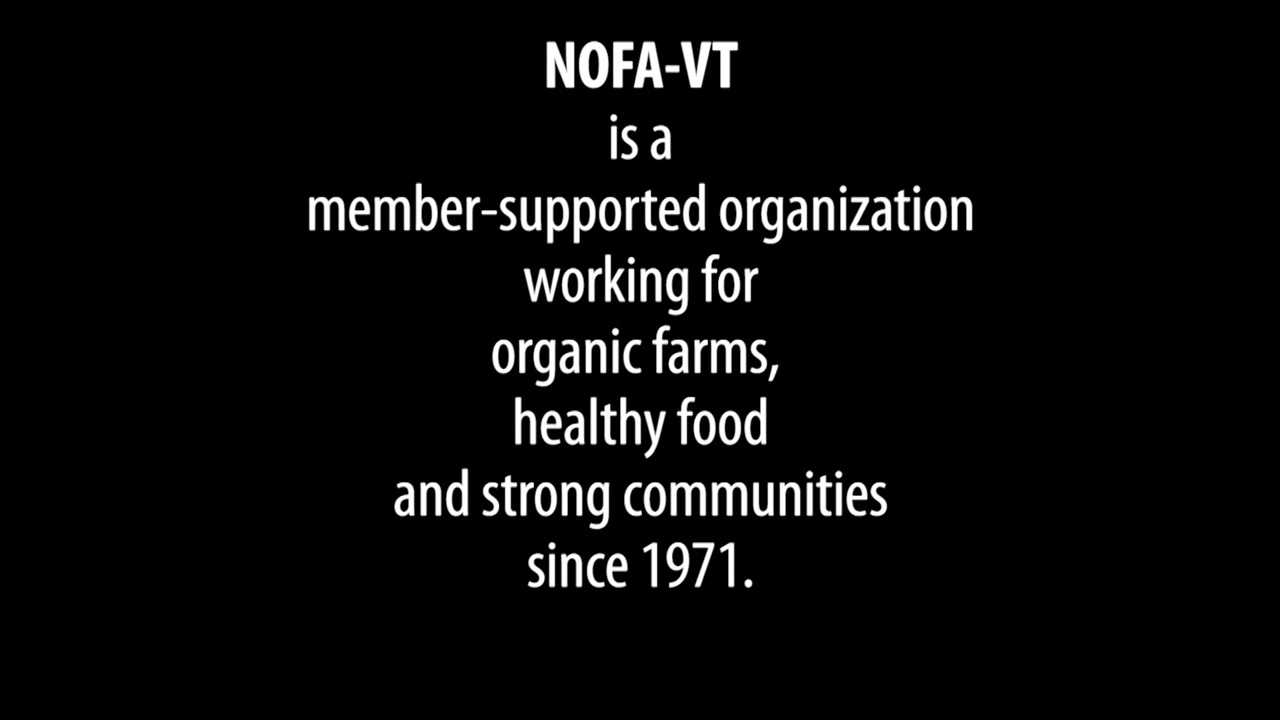 NOFA-VT
is a
member-supported organization
working for
organic farms,
healthy food
and strong communities
since 1971.